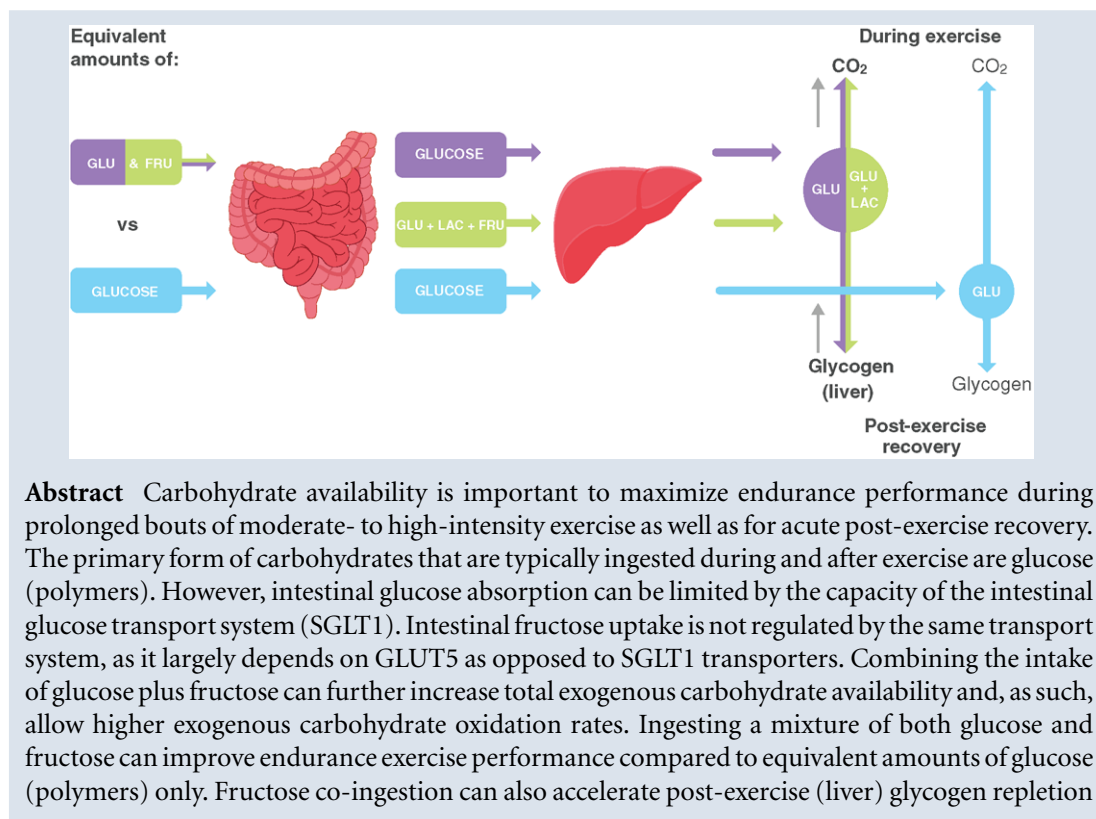 Equivalent
amounts of:
During exercise
CO₂
CO₂
GLU & FRU
GLUCOSE
GLU
GLU
+
LAC
vs
GLU + LAC + FRU
GLUCOSE
GLUCOSE
GLU
Glycogen
(liver)
Glycogen
Post-exercise
recovery
Abstract Carbohydrate availability is important to maximize endurance performance during
prolonged bouts of moderate- to high-intensity exercise as well as for acute post-exercise recovery.
The primary form of carbohydrates that are typically ingested during and after exercise are glucose
(polymers). However, intestinal glucose absorption can be limited by the capacity of the intestinal
glucose transport system (SGLT1). Intestinal fructose uptake is not regulated by the same transport
system, as it largely depends on GLUT5 as opposed to SGLT1 transporters. Combining the intake
of glucose plus fructose can further increase total exogenous carbohydrate availability and, as such,
allow higher exogenous carbohydrate oxidation rates. Ingesting a mixture of both glucose and
fructose can improve endurance exercise performance compared to equivalent amounts of glucose
(polymers) only. Fructose co-ingestion can also accelerate post-exercise (liver) glycogen repletion